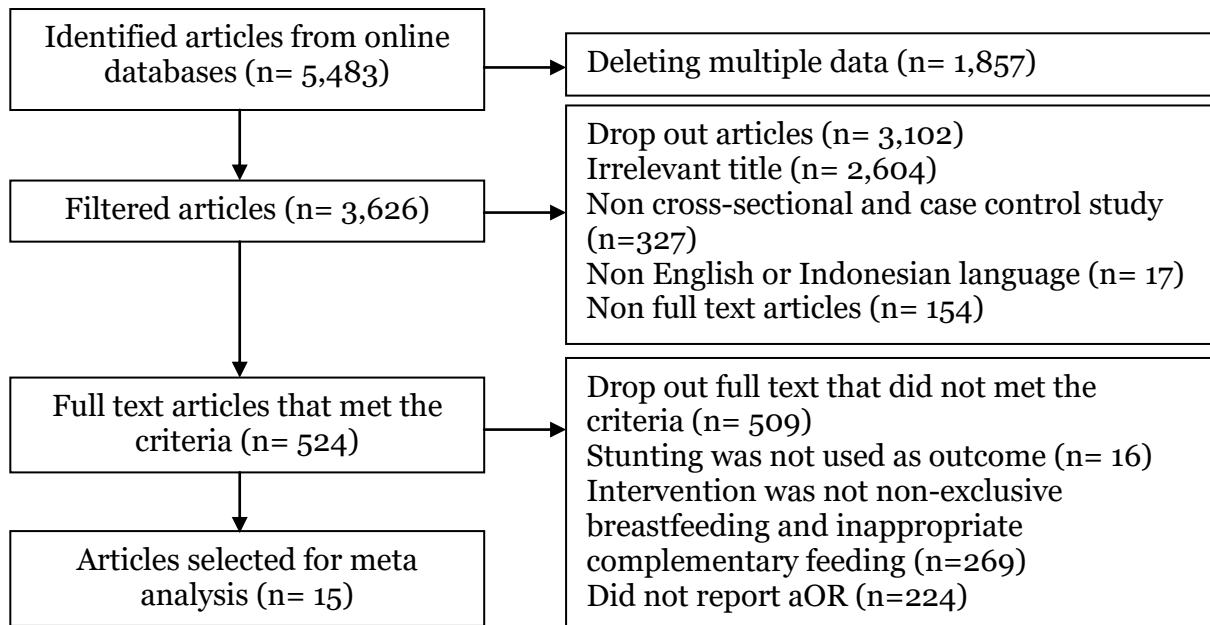 Identified articles from online
databases (n= 5,483)
Deleting multiple data (n= 1,857)
Filtered articles (n= 3,626)
Drop out articles (n= 3,102)
Irrelevant title (n= 2,604)
Non cross-sectional and case control study
(n=327)
Non English or Indonesian language (n= 17)
Non full text articles (n= 154)
Full text articles that met the
criteria (n= 524)
Drop out full text that did not met the
criteria (n= 509)
Stunting was not used as outcome (n= 16)
Intervention was not non-exclusive
breastfeeding and inappropriate
complementary feeding (n=269)
Did not report aOR (n=224)
Articles selected for meta
analysis (n= 15)